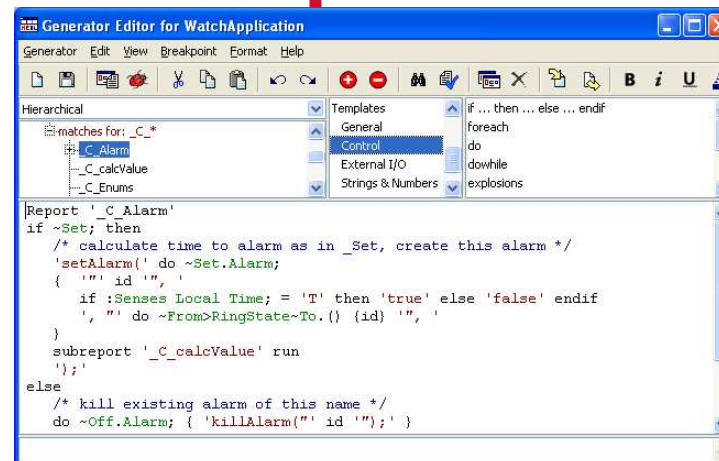 Generator Editor for WatchApplication
Generator Edit View Breakpoint Format Help
B i U
Hierarchical
matches for: _C_*
_C_Alarm
_C_calcValue
_C_Enums
Templates
General
Control
External I/O
Strings & Numbers
if ... then ... else ... endif
foreach
do
dowhile
explosions
Report '_C_Alarm'
if ~Set; then
/* calculate time to alarm as in _Set, create this alarm */
'setAlarm(' do ~Set.Alarm;
{ '"' id '", '
if :Senses Local Time; = 'T' then 'true' else 'false' endif
', "' do ~From>RingState~To.() {id} '", '
}
subreport '_C_calcValue' run
');'
else
/* kill existing alarm of this name */
do ~Off.Alarm; { 'killAlarm("' id '");' }